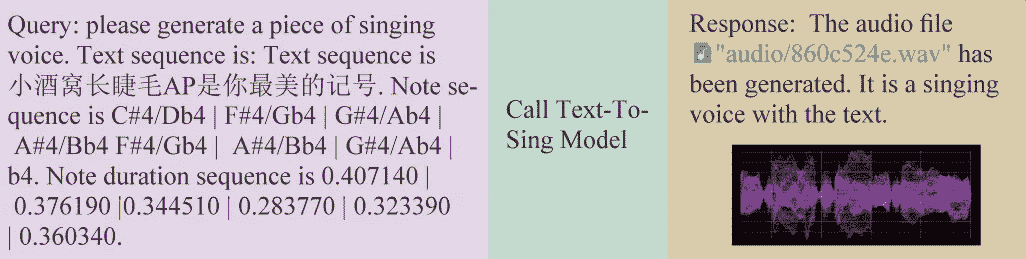 Query: please generate a piece of singing
voice. Text sequence is: Text sequence is
小酒窝长睫毛AP是你最美的记号. Note se-
quence is C#4/Db4 | F#4/Gb4 | G#4/Ab4 |
A#4/Bb4 F#4/Gb4 | A#4/Bb4 | G#4/Ab4 |
b4. Note duration sequence is 0.407140 |
0.376190 |0.344510 | 0.283770 | 0.323390
| 0.360340.
Call Text-To-
Sing Model
Response: The audio file
"audio/860c524e.wav" has
been generated. It is a singing
voice with the text.